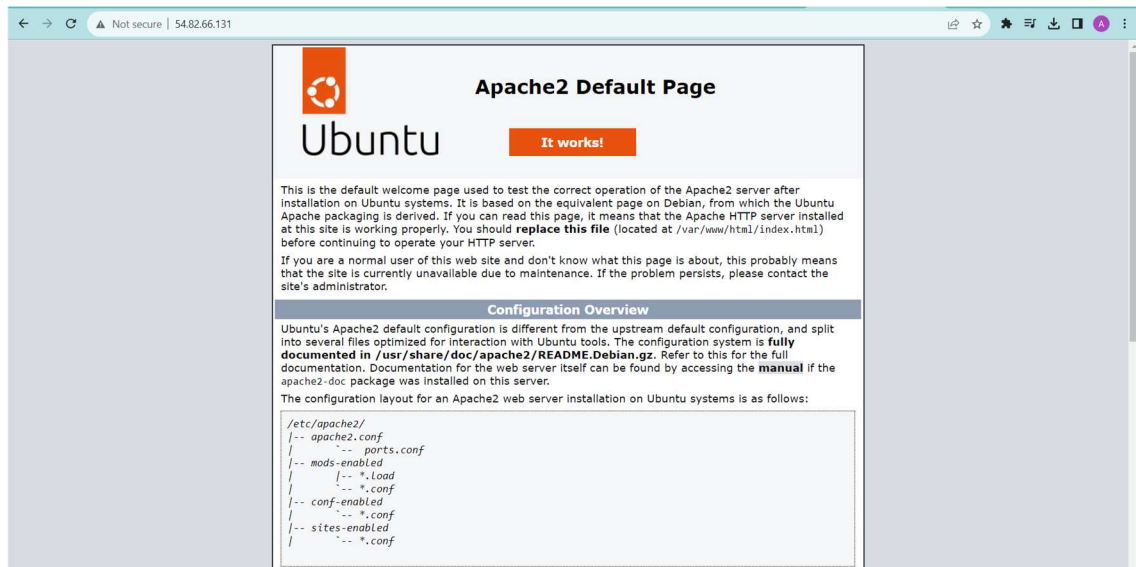 Not secure | 54.82.66.131
A
Apache2 Default Page
Ubuntu
It works!
This is the default welcome page used to test the correct operation of the Apache2 server after
installation on Ubuntu systems. It is based on the equivalent page on Debian, from which the Ubuntu
Apache packaging is derived. If you can read this page, it means that the Apache HTTP server installed
at this site is working properly. You should replace this file (located at /var/www/html/index.html)
before continuing to operate your HTTP server.
If you are a normal user of this web site and don't know what this page is about, this probably means
that the site is currently unavailable due to maintenance. If the problem persists, please contact the
site's administrator.
Configuration Overview
Ubuntu's Apache2 default configuration is different from the upstream default configuration, and split
into several files optimized for interaction with Ubuntu tools. The configuration system is fully
documented in /usr/share/doc/apache2/README.Debian.gz. Refer to this for the full
documentation. Documentation for the web server itself can be found by accessing the manual if the
apache2-doc package was installed on this server.
The configuration layout for an Apache2 web server installation on Ubuntu systems is as follows:
/etc/apache2/
|-- apache2.conf
|       `--  ports.conf
|-- mods-enabled
|       |-- *.load
|       `-- *.conf
|-- conf-enabled
|       `-- *.conf
|-- sites-enabled
|       `-- *.conf